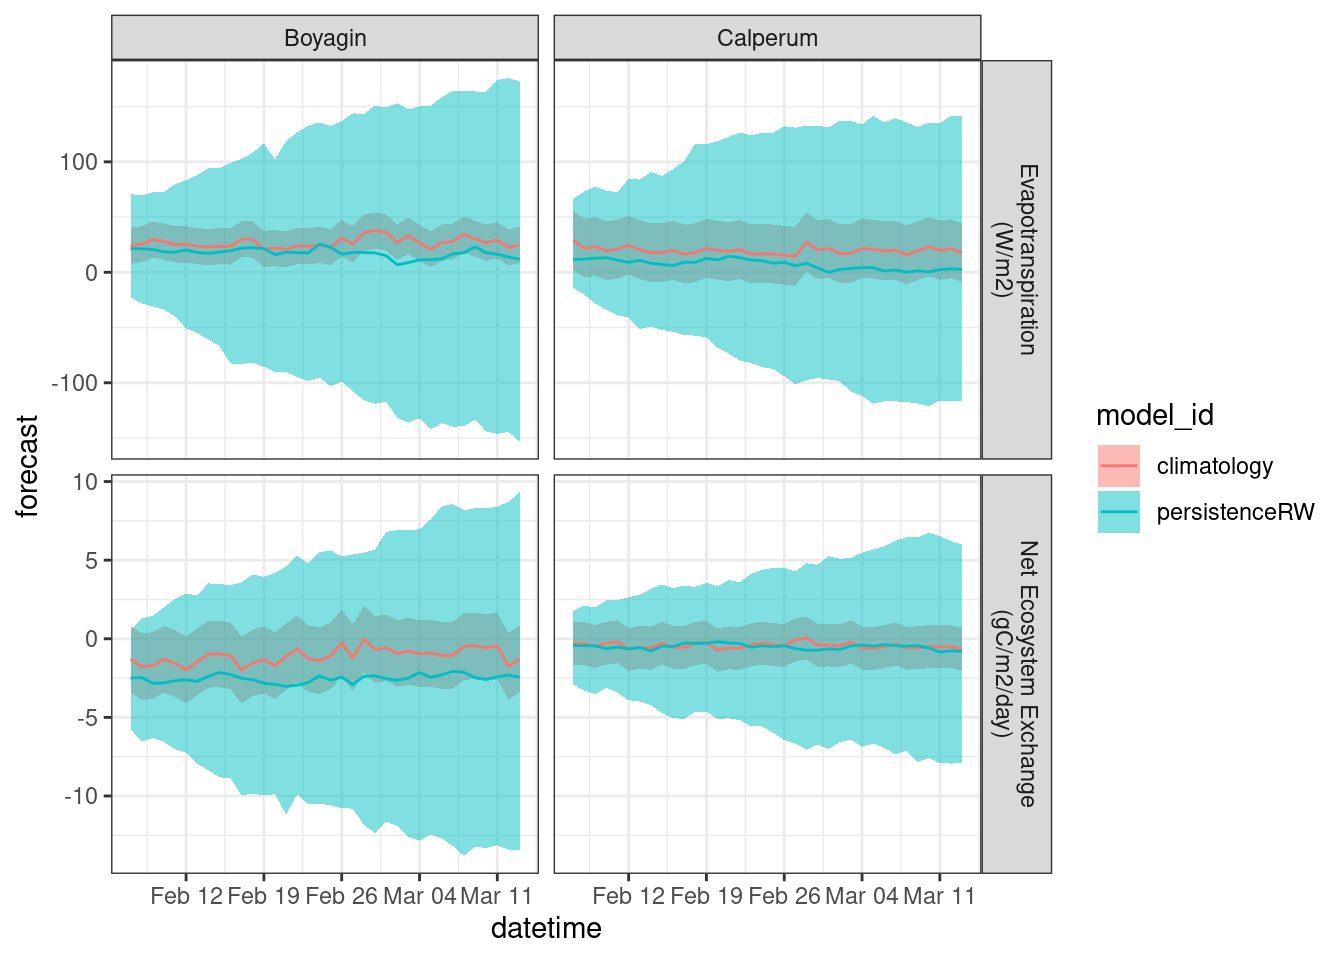 Boyagin
Calperum
100
0
-100
Evapotranspiration
(W/m2)
forecast
10
5
0
-5
-10
Net Ecosystem Exchange
(gC/m2/day)
Feb 12 Feb 19 Feb 26 Mar 04 Mar 11
Feb 12 Feb 19 Feb 26 Mar 04 Mar 11
datetime
model_id
climatology
persistenceRW